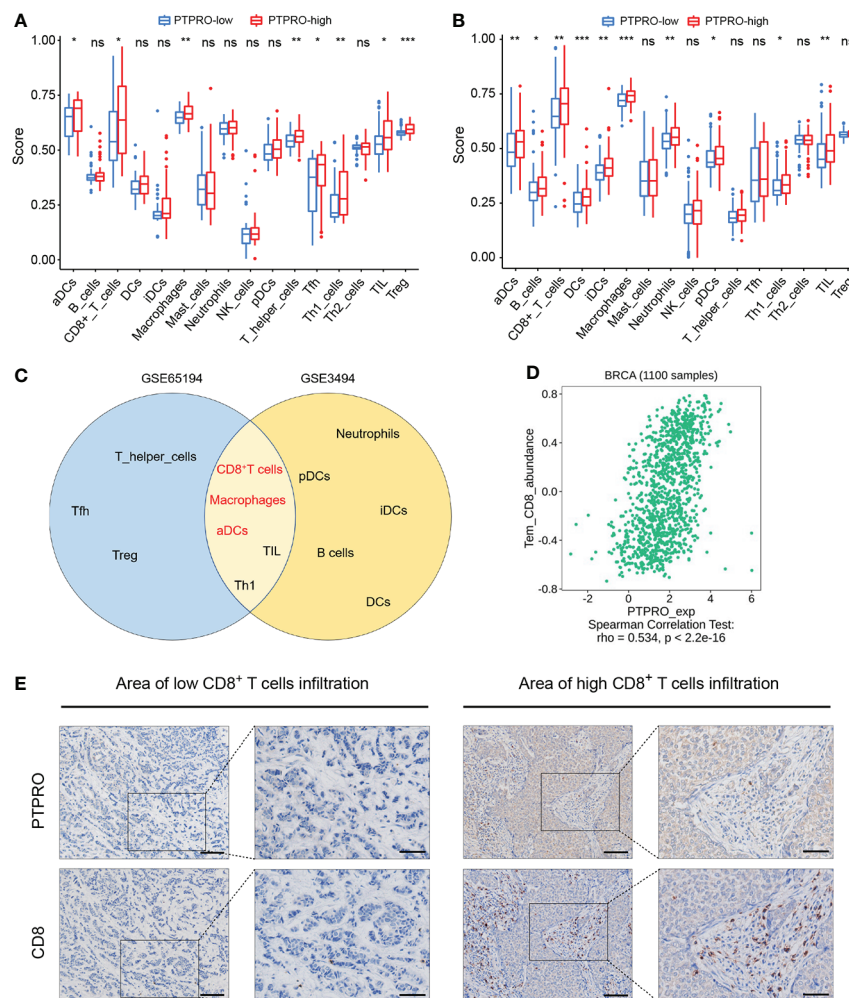 A
PTPRO-low PTPRO-high
* ns * ns ns ** ns ns ns ns ** * ** ns * ***
1.00
0.75
0.50
0.25
0.00
Score
aDCs
B_cells
CD8+_T_cells
DCs
iDCs
Macrophages
Mast_cells
Neutrophils
NK_cells
pDCs
T_helper_cells
Tfh
Th1_cells
Th2_cells
TIL
Treg
B
PTPRO-low PTPRO-high
** * ** *** ** *** ns ** ns * ns ns * ns ** ns
1.00
0.75
0.50
0.25
0.00
aDCs
B_cells
CD8+_T_cells
DCs
iDCs
Macrophages
Mast_cells
Neutrophils
NK_cells
pDCs
T_helper_cells
Tfh
Th1_cells
Th2_cells
TIL
Treg
C
GSE65194 GSE3494
T_helper_cells
Tfh
Treg
CD8⁺T cells
Macrophages
aDCs
TIL
Th1
Neutrophils
pDCs
iDCs
B cells
DCs
D
BRCA (1100 samples)
Tem_CD8_abundance
0.8
0.4
0.0
-0.4
-0.8
-2 0 2 4 6
PTPRO_exp
Spearman Correlation Test:
rho = 0.534, p < 2.2e-16
E
Area of low CD8⁺ T cells infiltration
Area of high CD8⁺ T cells infiltration
PTPRO
CD8